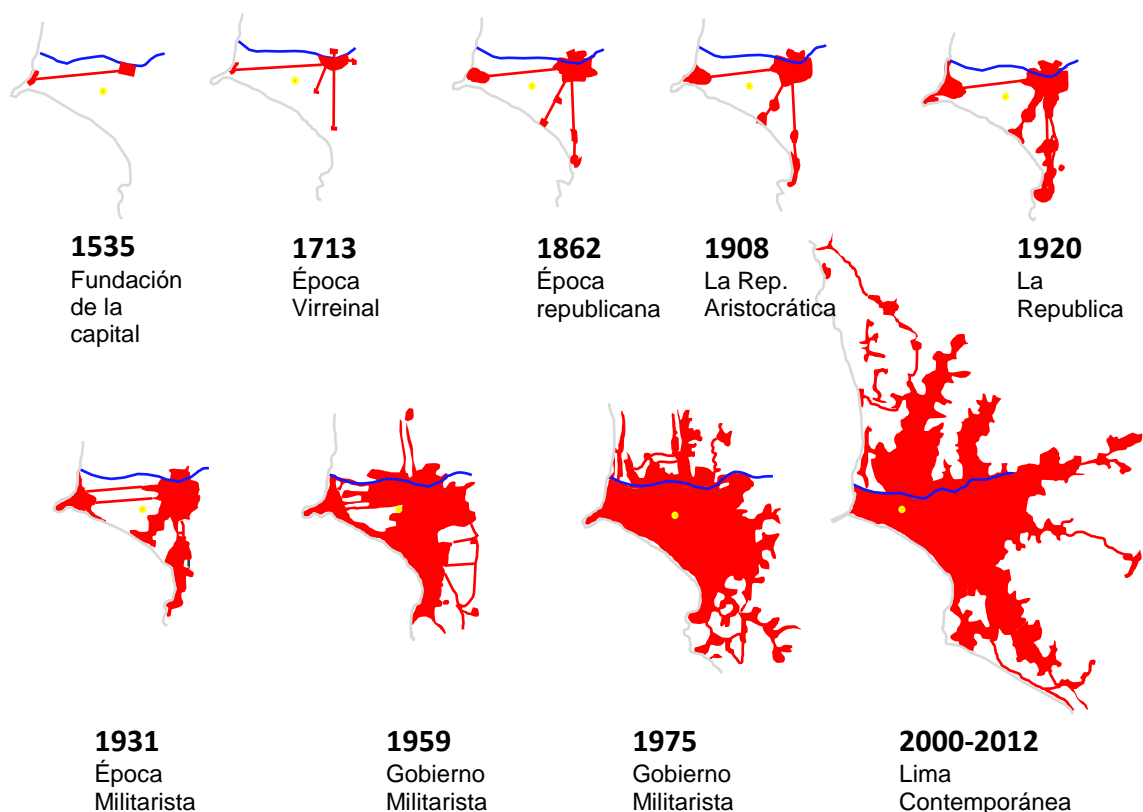 1535
Fundación
de la
capital
1713
Época
Virreinal
1862
Época
republicana
1908
La Rep.
Aristocrática
1920
La
Republica
1931
Época
Militarista
1959
Gobierno
Militarista
1975
Gobierno
Militarista
2000-2012
Lima
Contemporánea